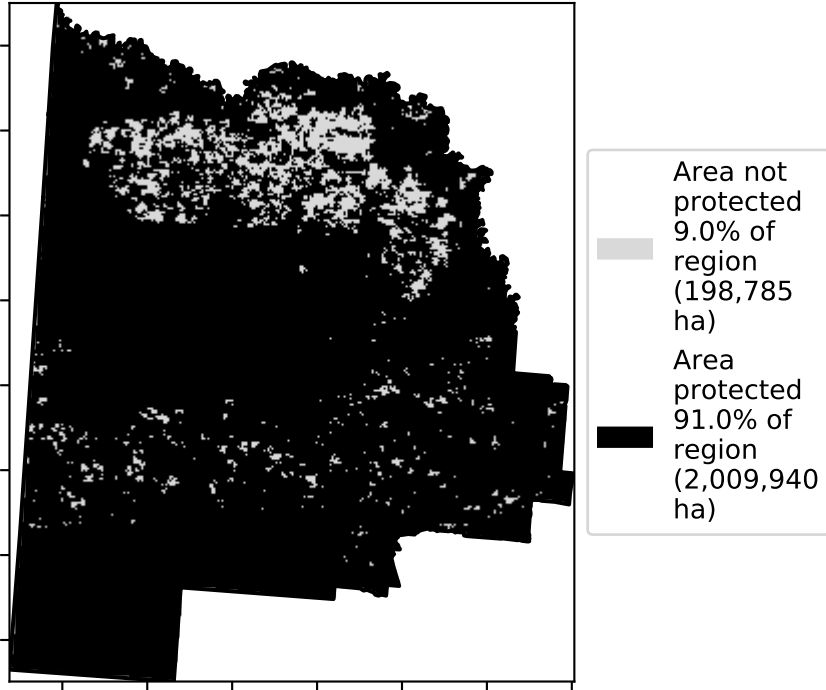 Area not
protected
9.0% of
region
(198,785
ha)
Area
protected
91.0% of
region
(2,009,940
ha)